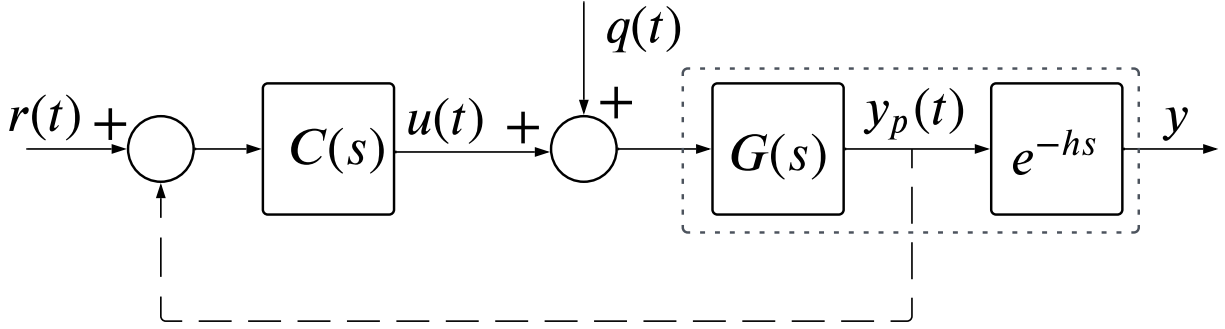 q(t)
+
r(t) + C(s) u(t) + G(s) y_p(t) e^{-hs} y